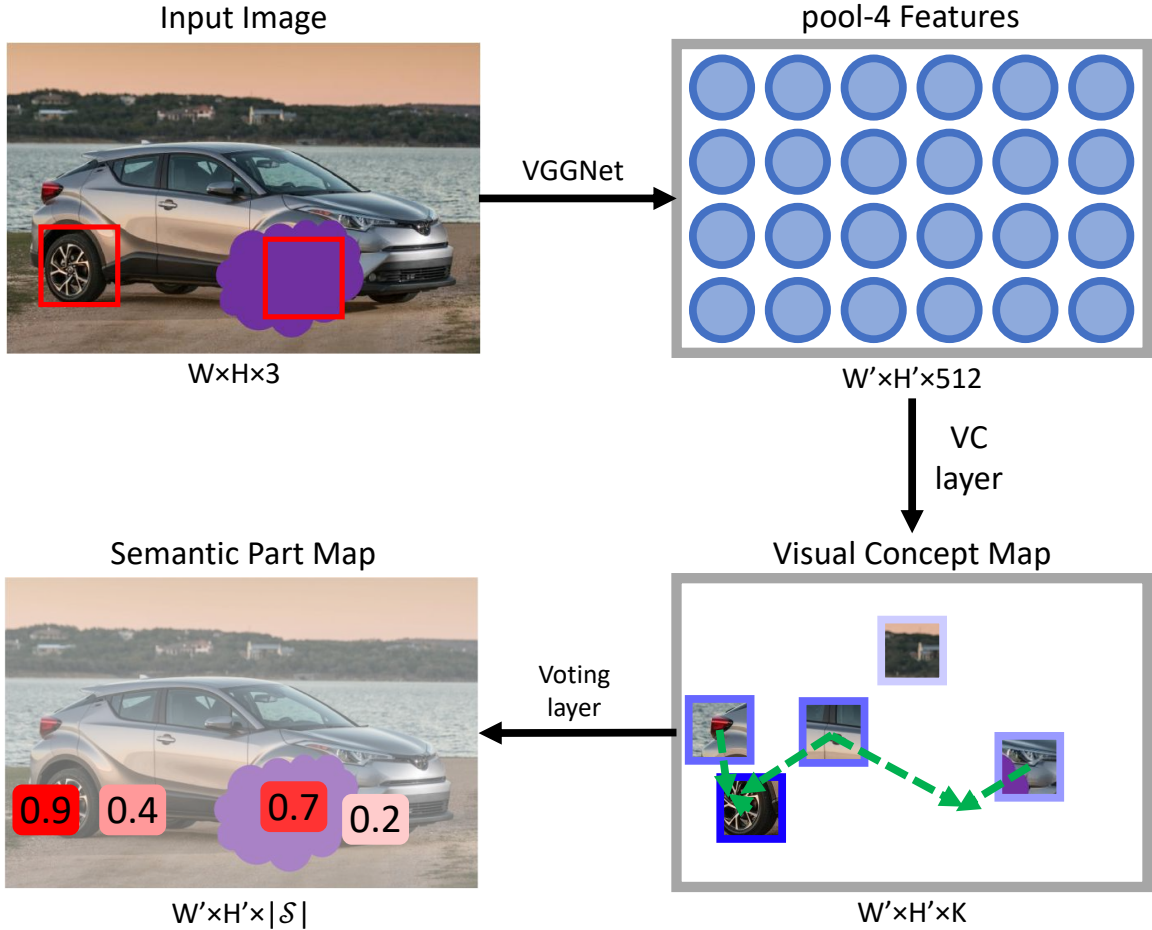 Input Image
pool-4 Features
VGGNet
W×H×3
W’×H’×512
VC
layer
Semantic Part Map
Visual Concept Map
Voting
layer
0.9
0.4
0.7
0.2
W’×H’×|𝒮|
W’×H’×K